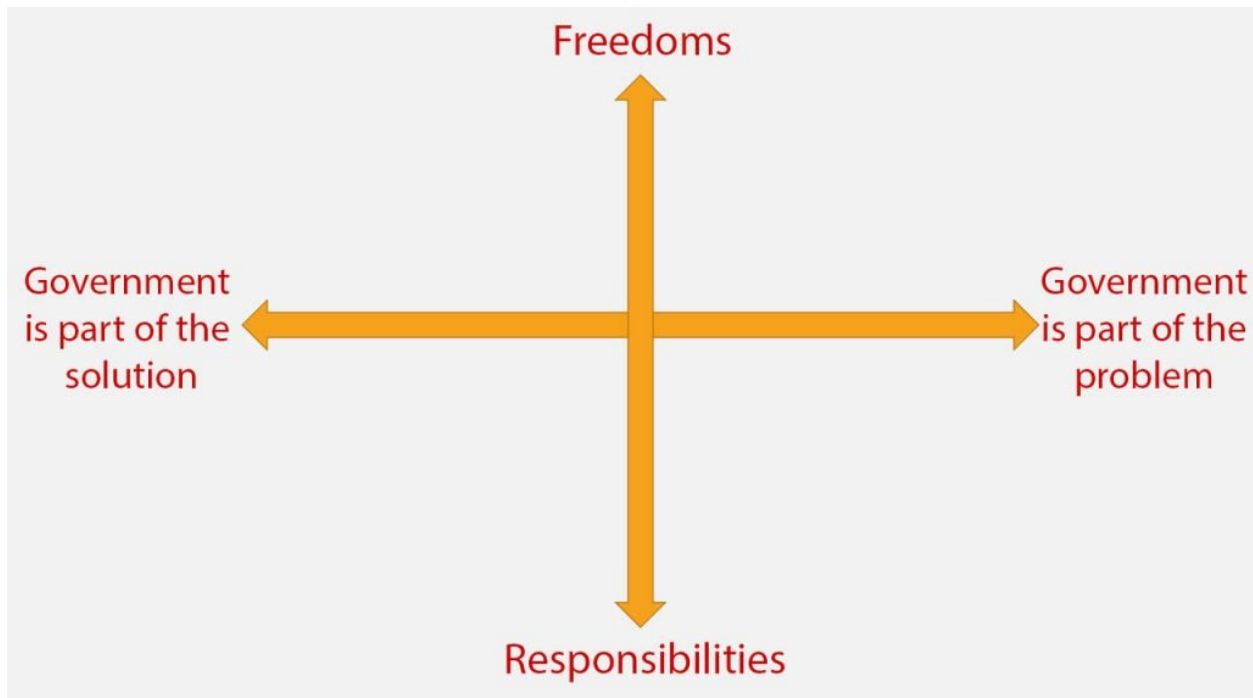 Freedoms
Government
is part of the
solution
Government
is part of the
problem
Responsibilities